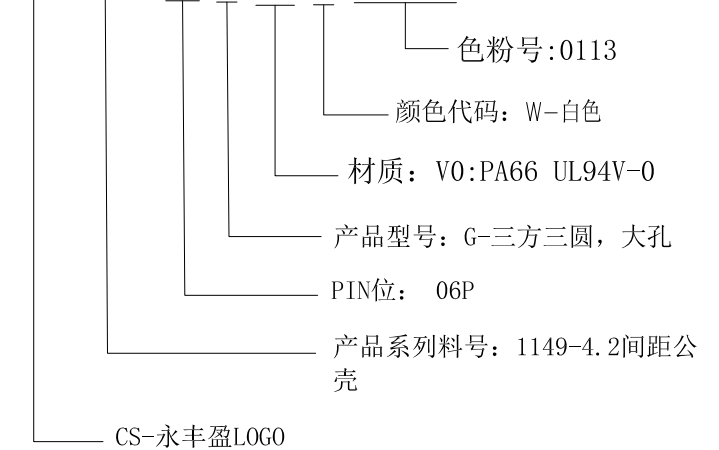 色粉号:0113
颜色代码：W-白色
材质：V0:PA66 UL94V-0
产品型号：G-三方三圆，大孔
PIN位： 06P
产品系列料号：1149-4.2间距公
壳
CS-永丰盈LOGO